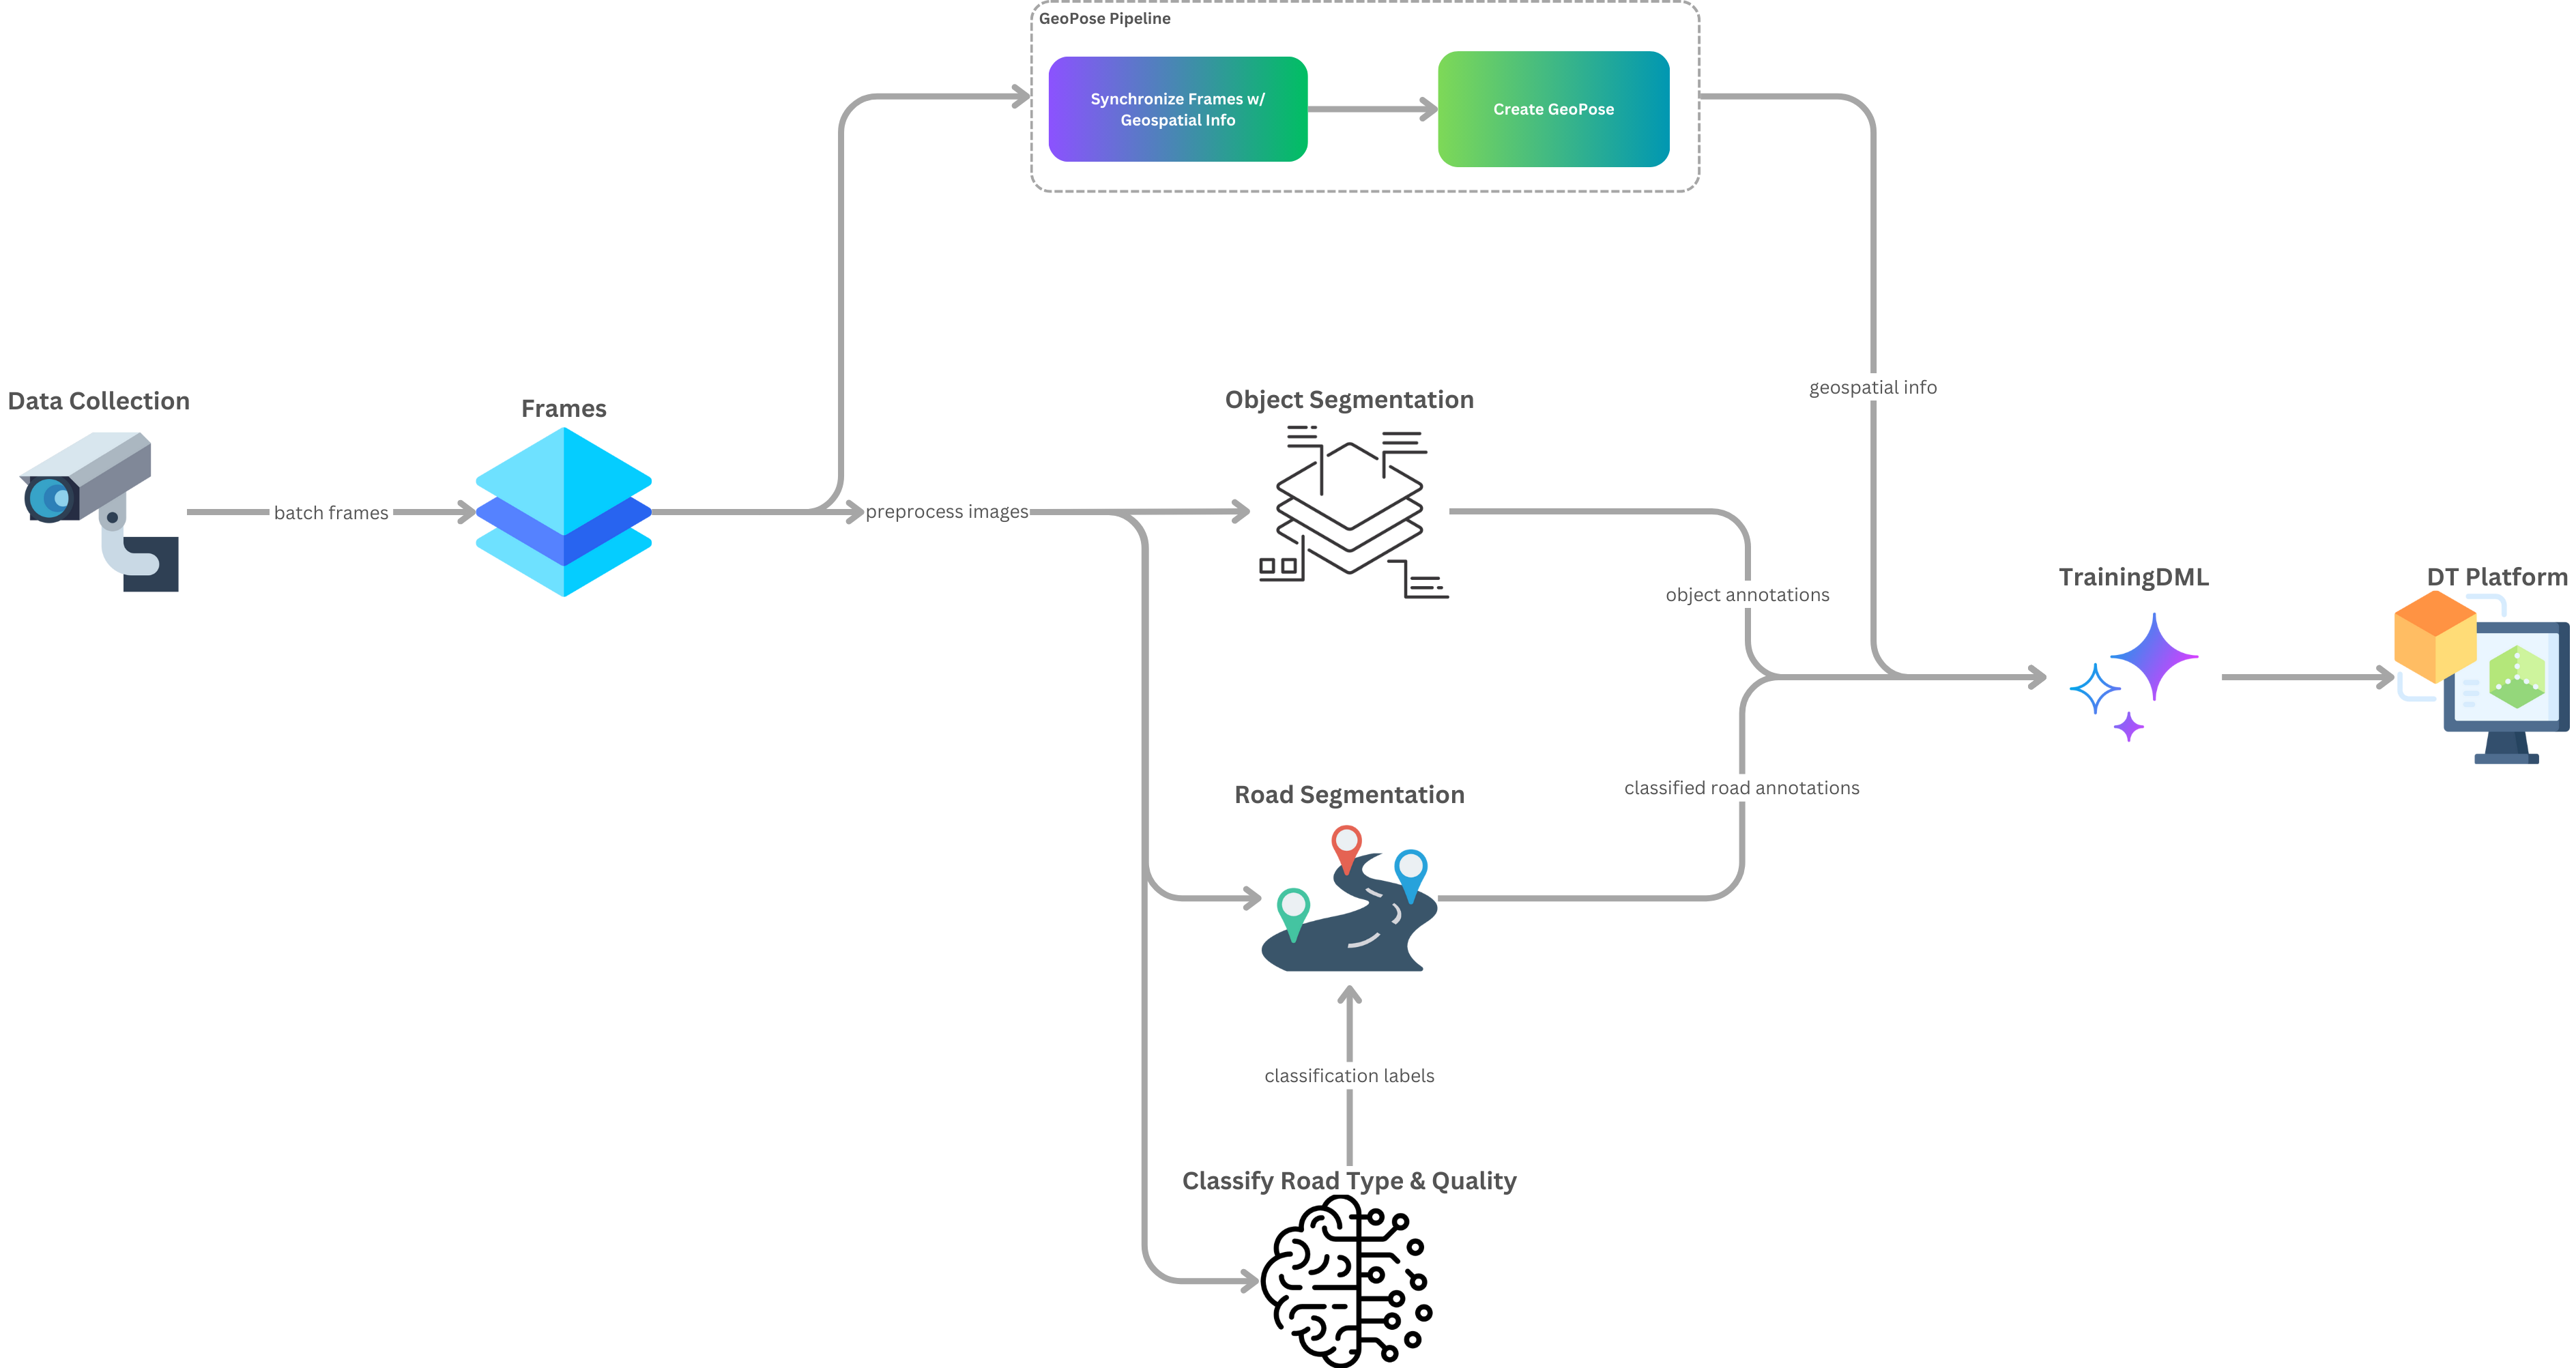 GeoPose Pipeline
Synchronize Frames w/
Geospatial Info
Create GeoPose
geospatial info
Data Collection
Frames
Object Segmentation
batch frames
preprocess images
object annotations
TrainingDML
DT Platform
Road Segmentation
classified road annotations
classification labels
Classify Road Type & Quality